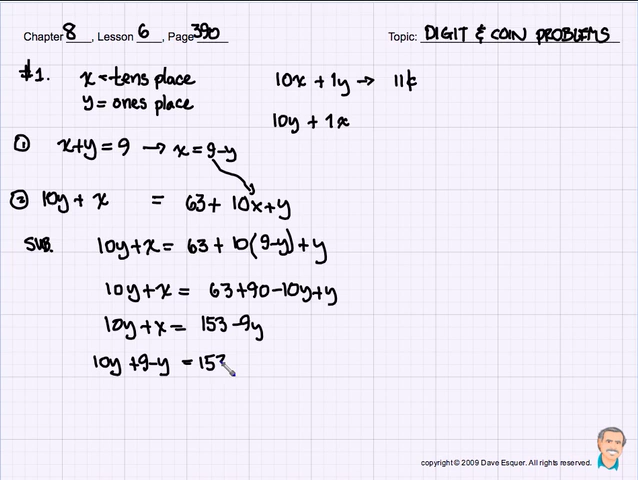 Chapter 8, Lesson 6, Page 390 Topic: DIGIT & COIN PROBLEMS
#1. x = tens place 10x + 1y → 11¢
y = ones place
10y + 1x
① x+y = 9 → x = 9-y
② 10y + x = 63 + 10x+y
SUB. 10y+x = 63 + 10(9-y)+y
10y+x = 63+90-10y+y
10y+x = 153-9y
10y+9-y = 153
copyright © 2009 Dave Esquer. All rights reserved.